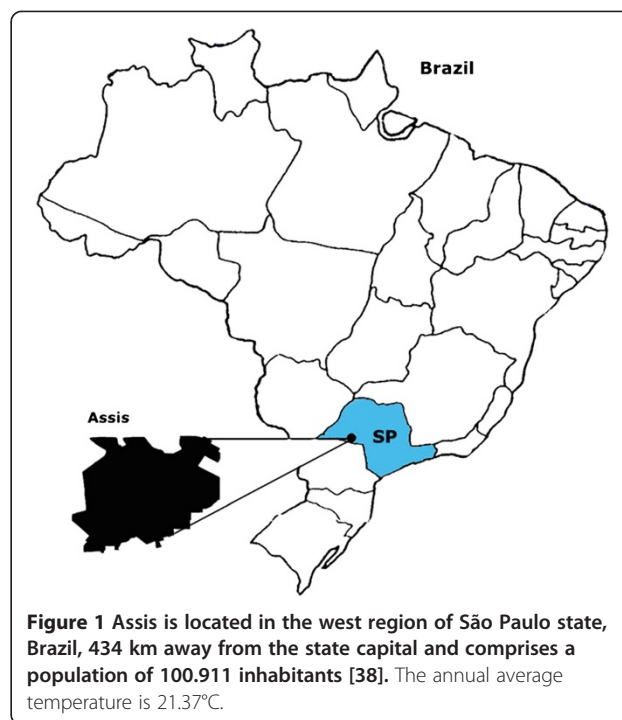 Brazil
Assis
SP
Figure 1 Assis is located in the west region of São Paulo state,
Brazil, 434 km away from the state capital and comprises a
population of 100.911 inhabitants [38]. The annual average
temperature is 21.37°C.